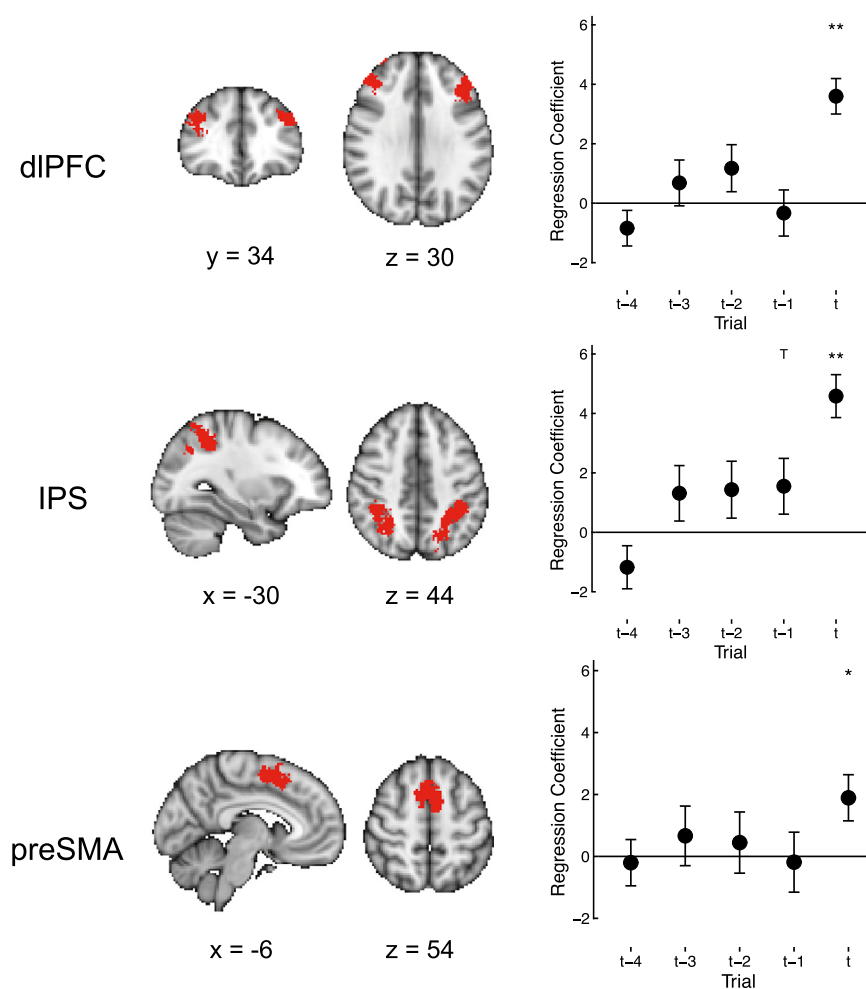 dlPFC
y = 34
z = 30
Regression Coefficient
6
4
2
0
−2
**
t−4
t−3
t−2
t−1
t
Trial
IPS
x = -30
z = 44
Regression Coefficient
6
4
2
0
−2
T
**
t−4
t−3
t−2
t−1
t
Trial
preSMA
x = -6
z = 54
Regression Coefficient
6
4
2
0
−2
*
t−4
t−3
t−2
t−1
t
Trial